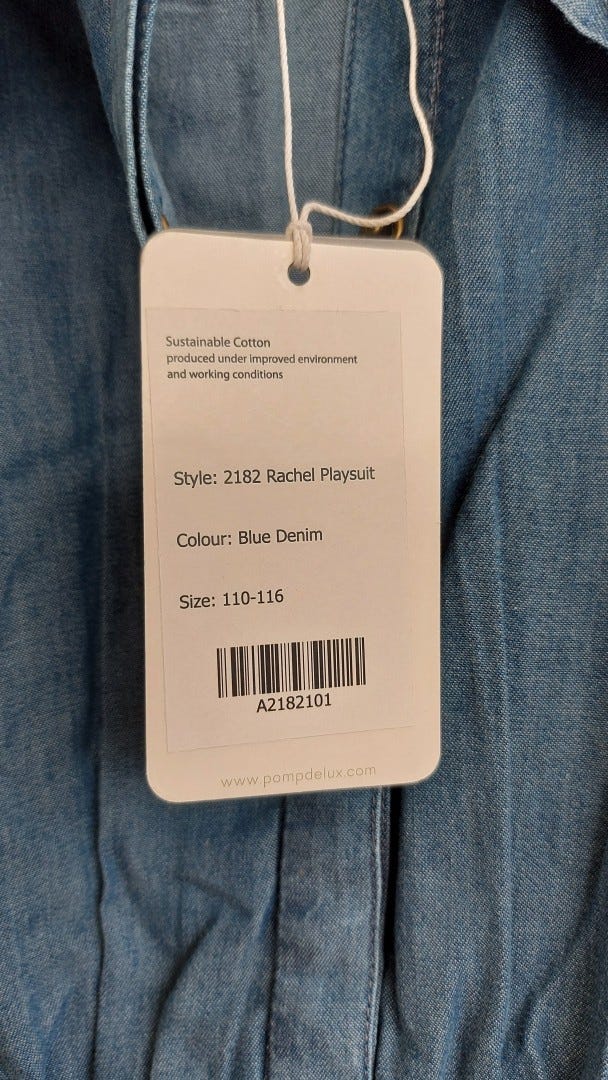 Sustainable Cotton
produced under improved environment
and working conditions
Style: 2182 Rachel Playsuit
Colour: Blue Denim
Size: 110-116
A2182101
www.pompdelux.com